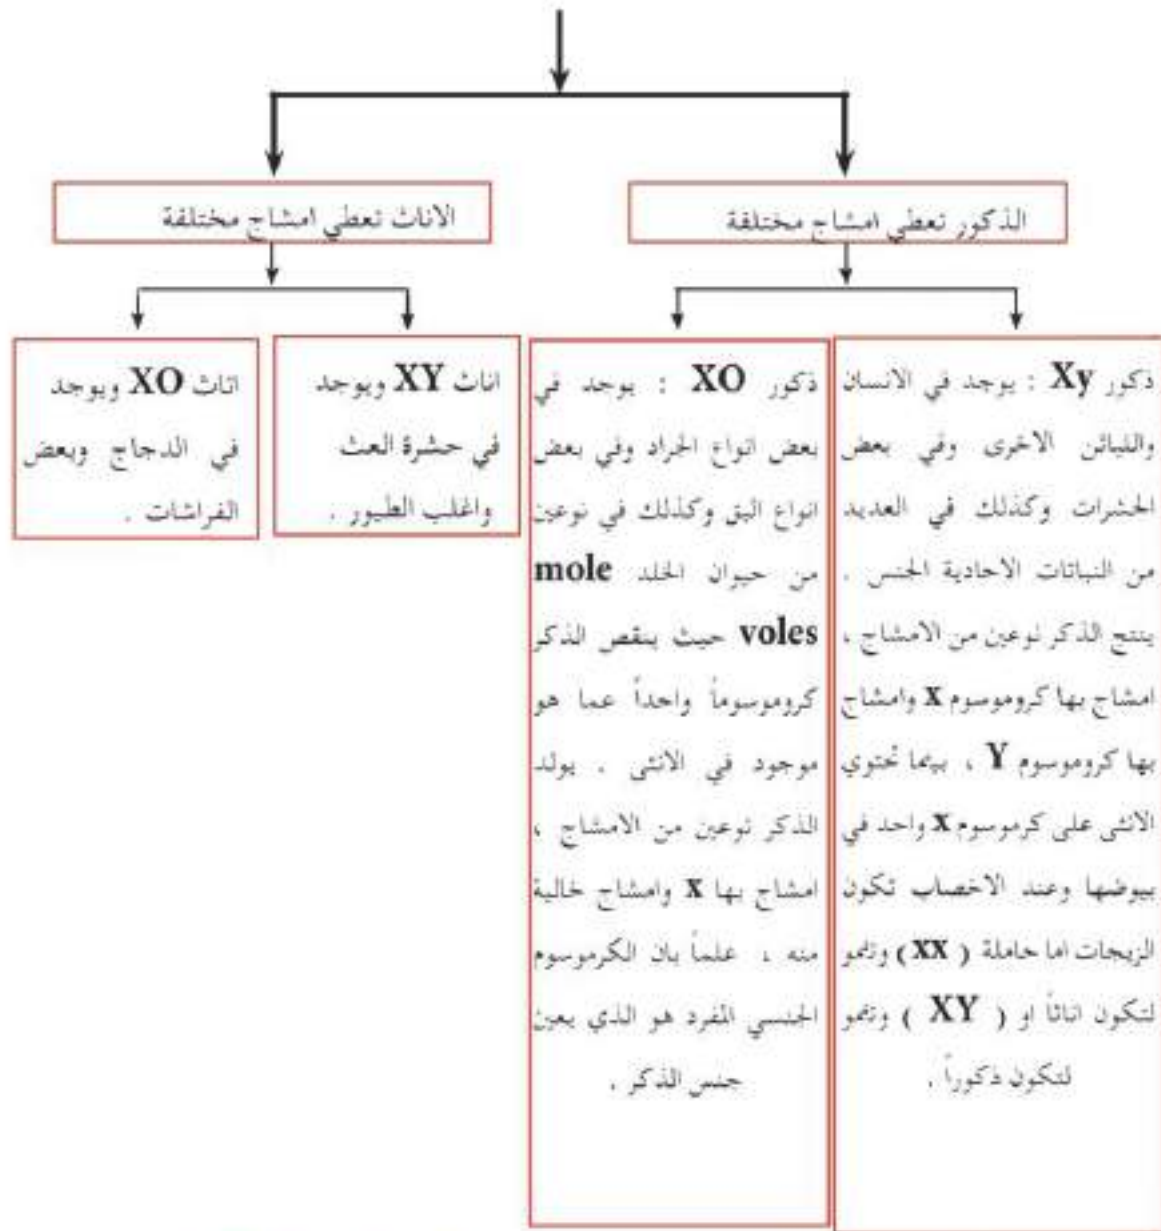 الذكور تعطي امشاج مختلفة
الاناث تعطي امشاج مختلفة
ذكور Xy : يوجد في الانسان
واللبائن الاخرى وفي بعض
الحشرات وكذلك في العديد
من النباتات الاحادية الجنس .
ينتج الذكر نوعين من الامشاج ،
امشاج بها كروموسوم x وامشاج
بها كروموسوم Y ، بينما تحتوي
الانثى على كرموسوم x واحد في
بيوضها وعند الاخصاب تكون
الزيجات اما حاملة ( xx ) وتنمو
لتكون اناثاً او ( XY ) وتنمو
لتكون ذكوراً .
ذكور XO : يوجد في
بعض انواع الجراد وفي بعض
انواع البق وكذلك في نوعين
من حيوان الخلد mole
voles حيث ينقص الذكر
كروموسوماً واحداً عما هو
موجود في الانثى . يولد
الذكر نوعين من الامشاج ،
امشاج بها x وامشاج خالية
منه ، علماً بان الكرموسوم
الجنسي المفرد هو الذي يعين
جنس الذكر .
اناث XY ويوجد
في حشرة العث
واغلب الطيور .
اناث XO ويوجد
في الدجاج وبعض
الفراشات .